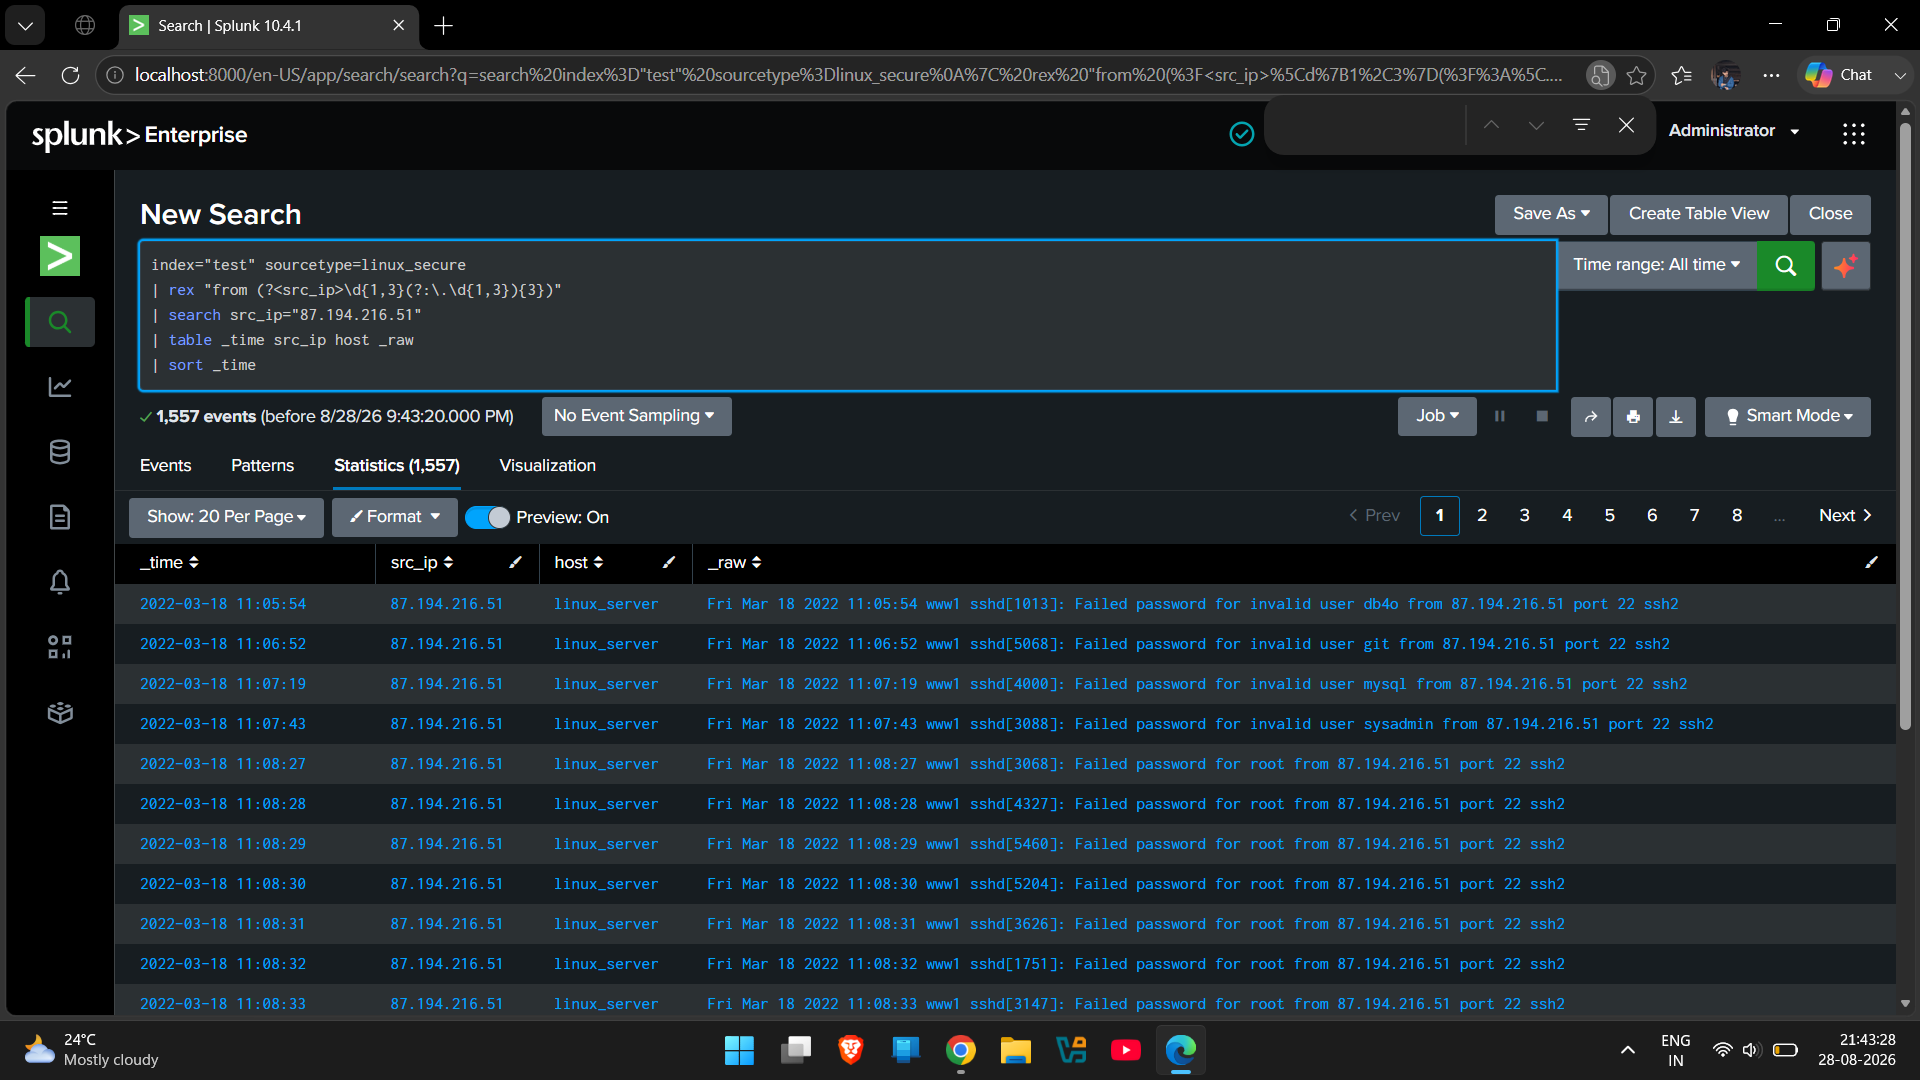 Search | Splunk 10.4.1
localhost:8000/en-US/app/search/search?q=search%20index%3D"test"%20sourcetype%3Dlinux_secure%0A%7C%20rex%20"from%20(%3F<src_ip>%5Cd%7B1%2C3%7D(%3F%3A%5C....
Chat
splunk>Enterprise
Administrator
New Search
Save As
Create Table View
Close
index="test" sourcetype=linux_secure
| rex "from (?<src_ip>\d{1,3}(?:\.\d{1,3}){3})"
| search src_ip="87.194.216.51"
| table _time src_ip host _raw
| sort _time
Time range: All time
1,557 events (before 8/28/26 9:43:20.000 PM)
No Event Sampling
Job
Smart Mode
Events
Patterns
Statistics (1,557)
Visualization
Show: 20 Per Page
Format
Preview: On
< Prev 1 2 3 4 5 6 7 8 ... Next >
_time src_ip host _raw
2022-03-18 11:05:54 87.194.216.51 linux_server Fri Mar 18 2022 11:05:54 www1 sshd[1013]: Failed password for invalid user db4o from 87.194.216.51 port 22 ssh2
2022-03-18 11:06:52 87.194.216.51 linux_server Fri Mar 18 2022 11:06:52 www1 sshd[5068]: Failed password for invalid user git from 87.194.216.51 port 22 ssh2
2022-03-18 11:07:19 87.194.216.51 linux_server Fri Mar 18 2022 11:07:19 www1 sshd[4000]: Failed password for invalid user mysql from 87.194.216.51 port 22 ssh2
2022-03-18 11:07:43 87.194.216.51 linux_server Fri Mar 18 2022 11:07:43 www1 sshd[3088]: Failed password for invalid user sysadmin from 87.194.216.51 port 22 ssh2
2022-03-18 11:08:27 87.194.216.51 linux_server Fri Mar 18 2022 11:08:27 www1 sshd[3068]: Failed password for root from 87.194.216.51 port 22 ssh2
2022-03-18 11:08:28 87.194.216.51 linux_server Fri Mar 18 2022 11:08:28 www1 sshd[4327]: Failed password for root from 87.194.216.51 port 22 ssh2
2022-03-18 11:08:29 87.194.216.51 linux_server Fri Mar 18 2022 11:08:29 www1 sshd[5460]: Failed password for root from 87.194.216.51 port 22 ssh2
2022-03-18 11:08:30 87.194.216.51 linux_server Fri Mar 18 2022 11:08:30 www1 sshd[5204]: Failed password for root from 87.194.216.51 port 22 ssh2
2022-03-18 11:08:31 87.194.216.51 linux_server Fri Mar 18 2022 11:08:31 www1 sshd[3626]: Failed password for root from 87.194.216.51 port 22 ssh2
2022-03-18 11:08:32 87.194.216.51 linux_server Fri Mar 18 2022 11:08:32 www1 sshd[1751]: Failed password for root from 87.194.216.51 port 22 ssh2
2022-03-18 11:08:33 87.194.216.51 linux_server Fri Mar 18 2022 11:08:33 www1 sshd[3147]: Failed password for root from 87.194.216.51 port 22 ssh2
24°C
Mostly cloudy
ENG
IN
21:43:28
28-08-2026